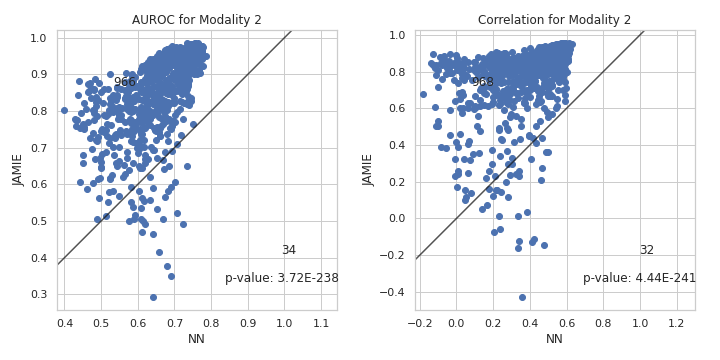 AUROC for Modality 2
1.0
0.9
0.8
0.7
0.6
0.5
0.4
0.3
JAMIE
966
34
p-value: 3.72E-238
0.4 0.5 0.6 0.7 0.8 0.9 1.0 1.1
NN
Correlation for Modality 2
1.0
0.8
0.6
0.4
0.2
0.0
−0.2
−0.4
JAMIE
968
32
p-value: 4.44E-241
−0.2 0.0 0.2 0.4 0.6 0.8 1.0 1.2
NN